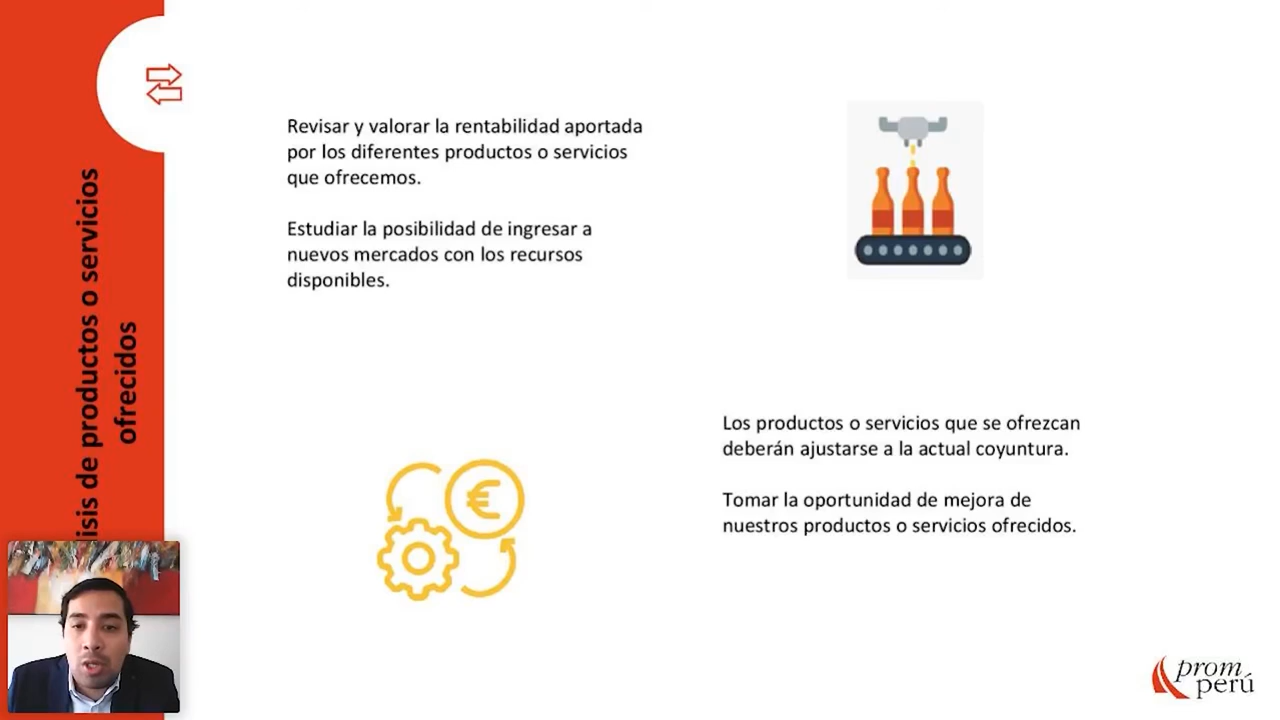 isis de productos o servicios
ofrecidos
Revisar y valorar la rentabilidad aportada
por los diferentes productos o servicios
que ofrecemos.
Estudiar la posibilidad de ingresar a
nuevos mercados con los recursos
disponibles.
Los productos o servicios que se ofrezcan
deberán ajustarse a la actual coyuntura.
Tomar la oportunidad de mejora de
nuestros productos o servicios ofrecidos.
€
prom
perú